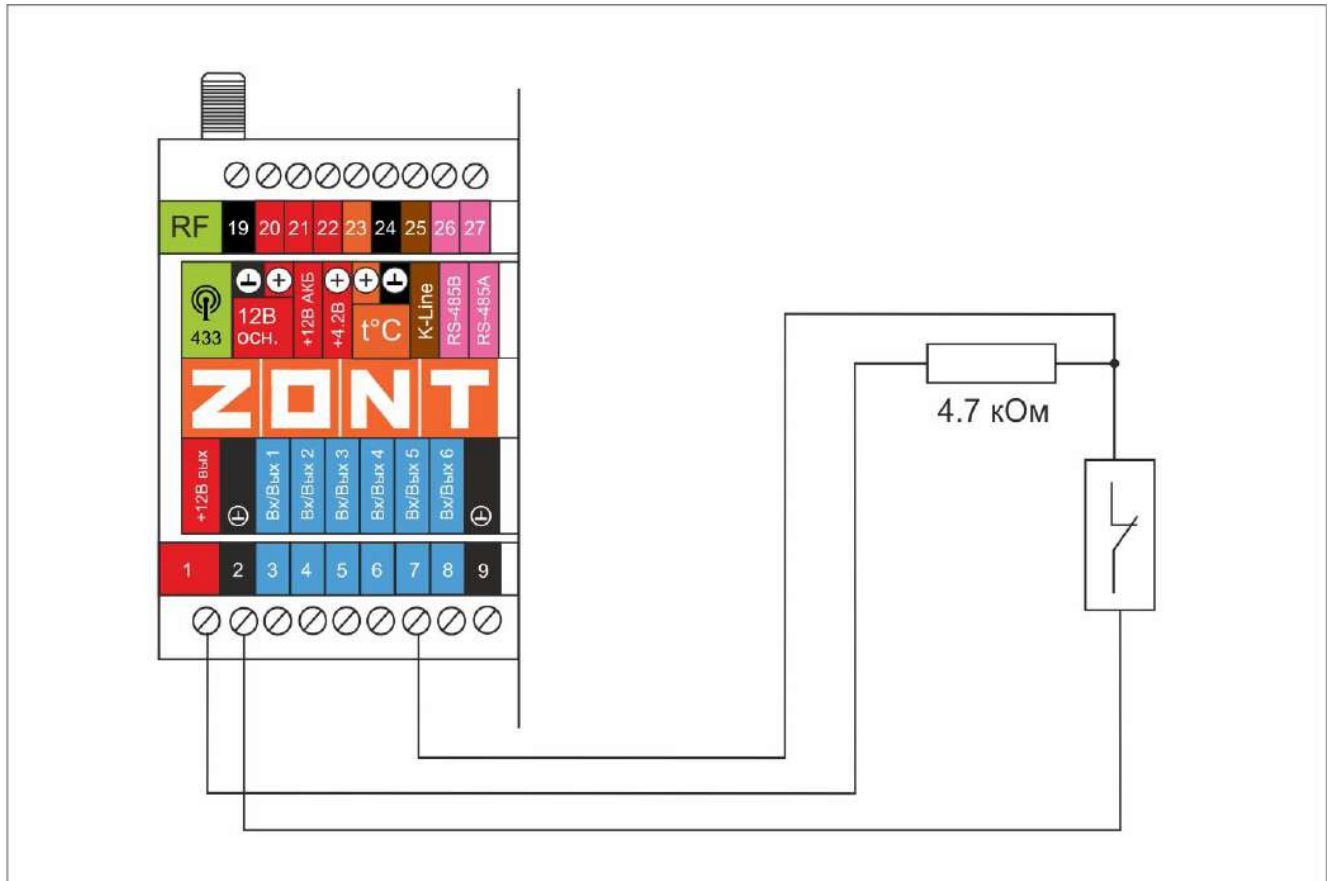 RF 19 20 21 22 23 24 25 26 27
433
12В
осн.
+12В АКБ
+4.2В
t°C
K-Line
RS-485B
RS-485A
ZONT
+12В вых
Вх/Вых 1
Вх/Вых 2
Вх/Вых 3
Вх/Вых 4
Вх/Вых 5
Вх/Вых 6
1 2 3 4 5 6 7 8 9
4.7 кОм